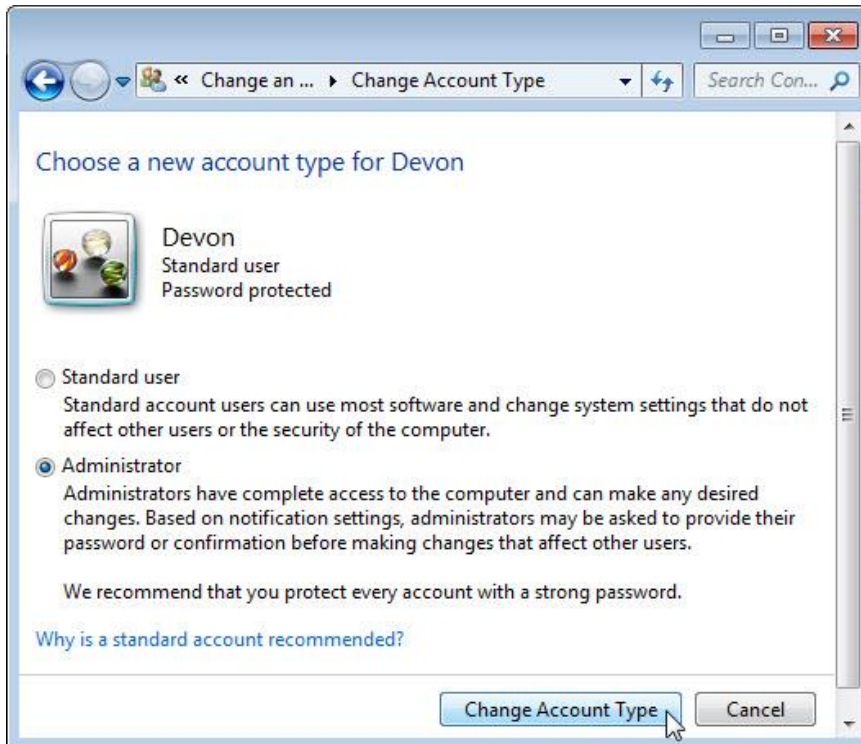 « Change an ... ▸ Change Account Type
Search Con...
Choose a new account type for Devon
Devon
Standard user
Password protected
Standard user
Standard account users can use most software and change system settings that do not
affect other users or the security of the computer.
Administrator
Administrators have complete access to the computer and can make any desired
changes. Based on notification settings, administrators may be asked to provide their
password or confirmation before making changes that affect other users.
We recommend that you protect every account with a strong password.
Why is a standard account recommended?
Change Account Type
Cancel